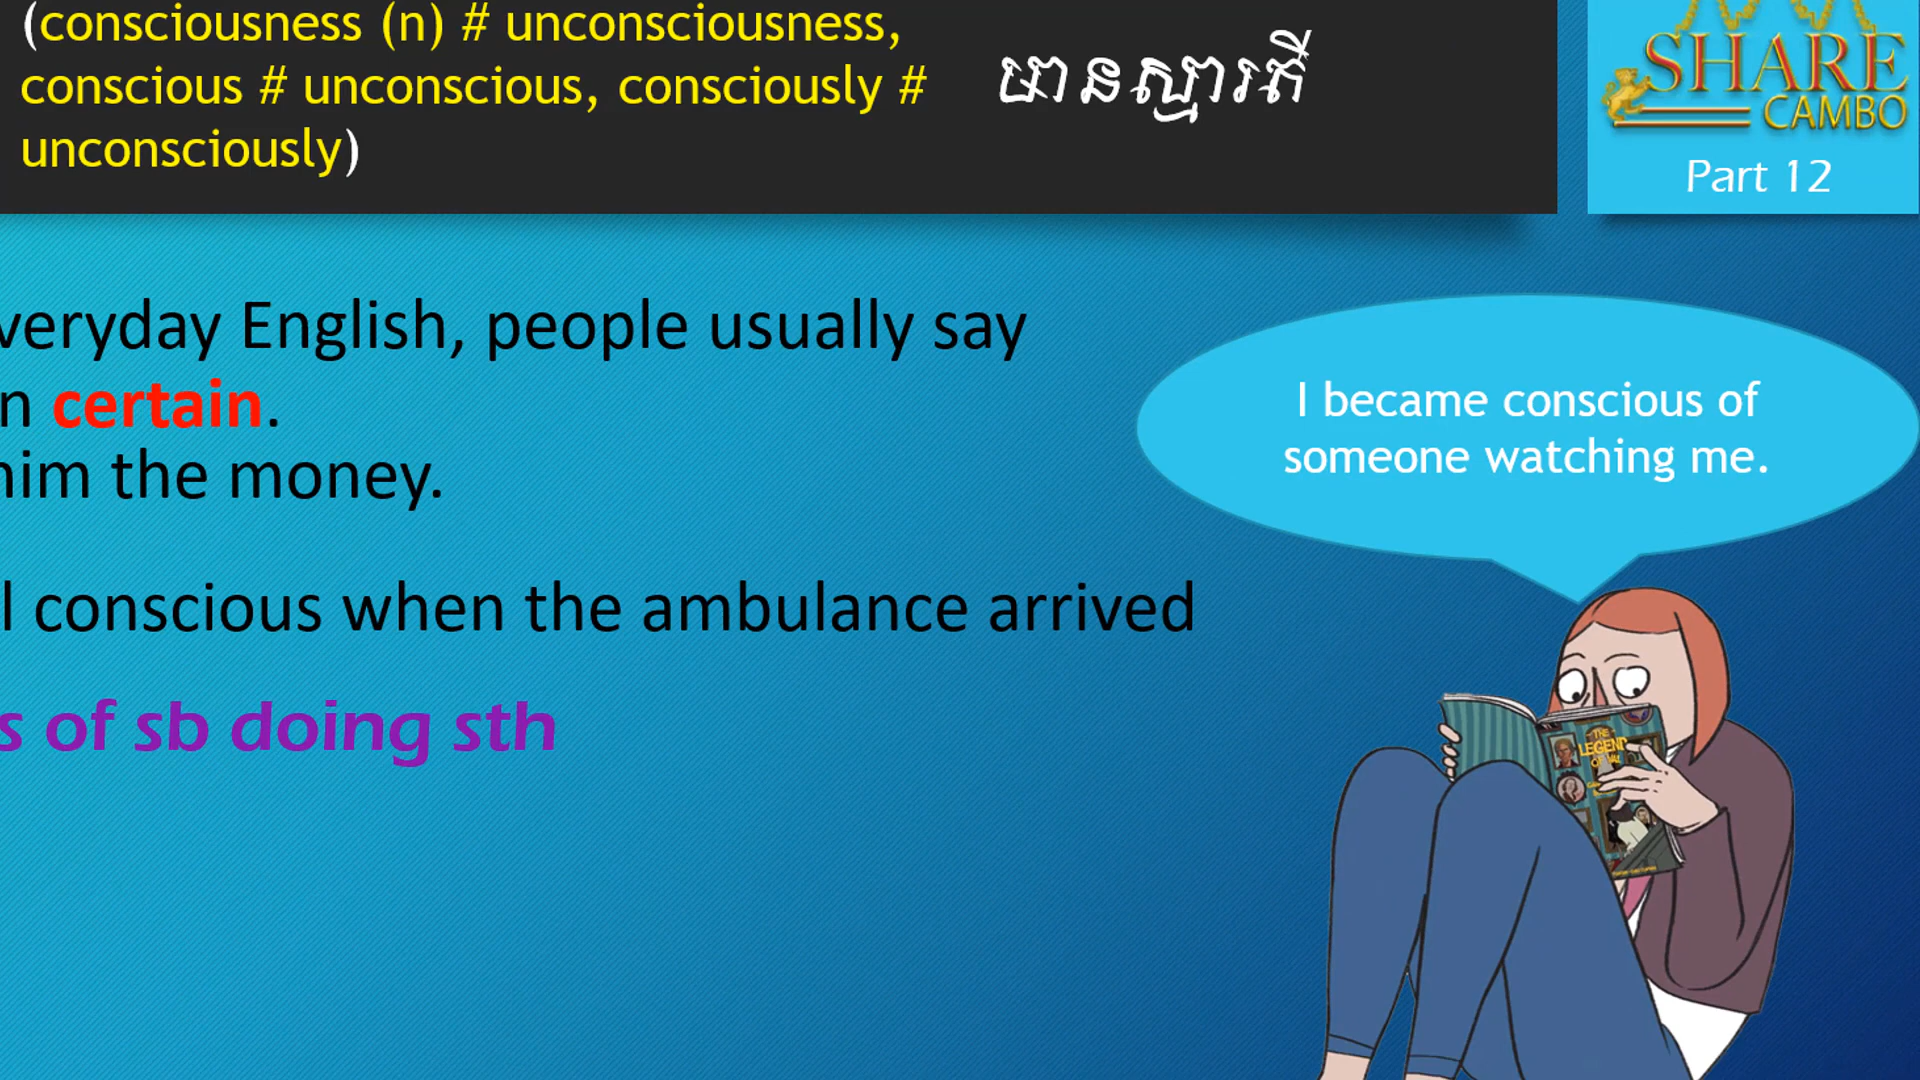 (consciousness (n) # unconsciousness,
conscious # unconscious, consciously #
unconsciously)
មានស្មារតី
SHARE
CAMBO
Part 12
veryday English, people usually say
n certain.
him the money.
l conscious when the ambulance arrived
s of sb doing sth
I became conscious of
someone watching me.
THE
LEGEND